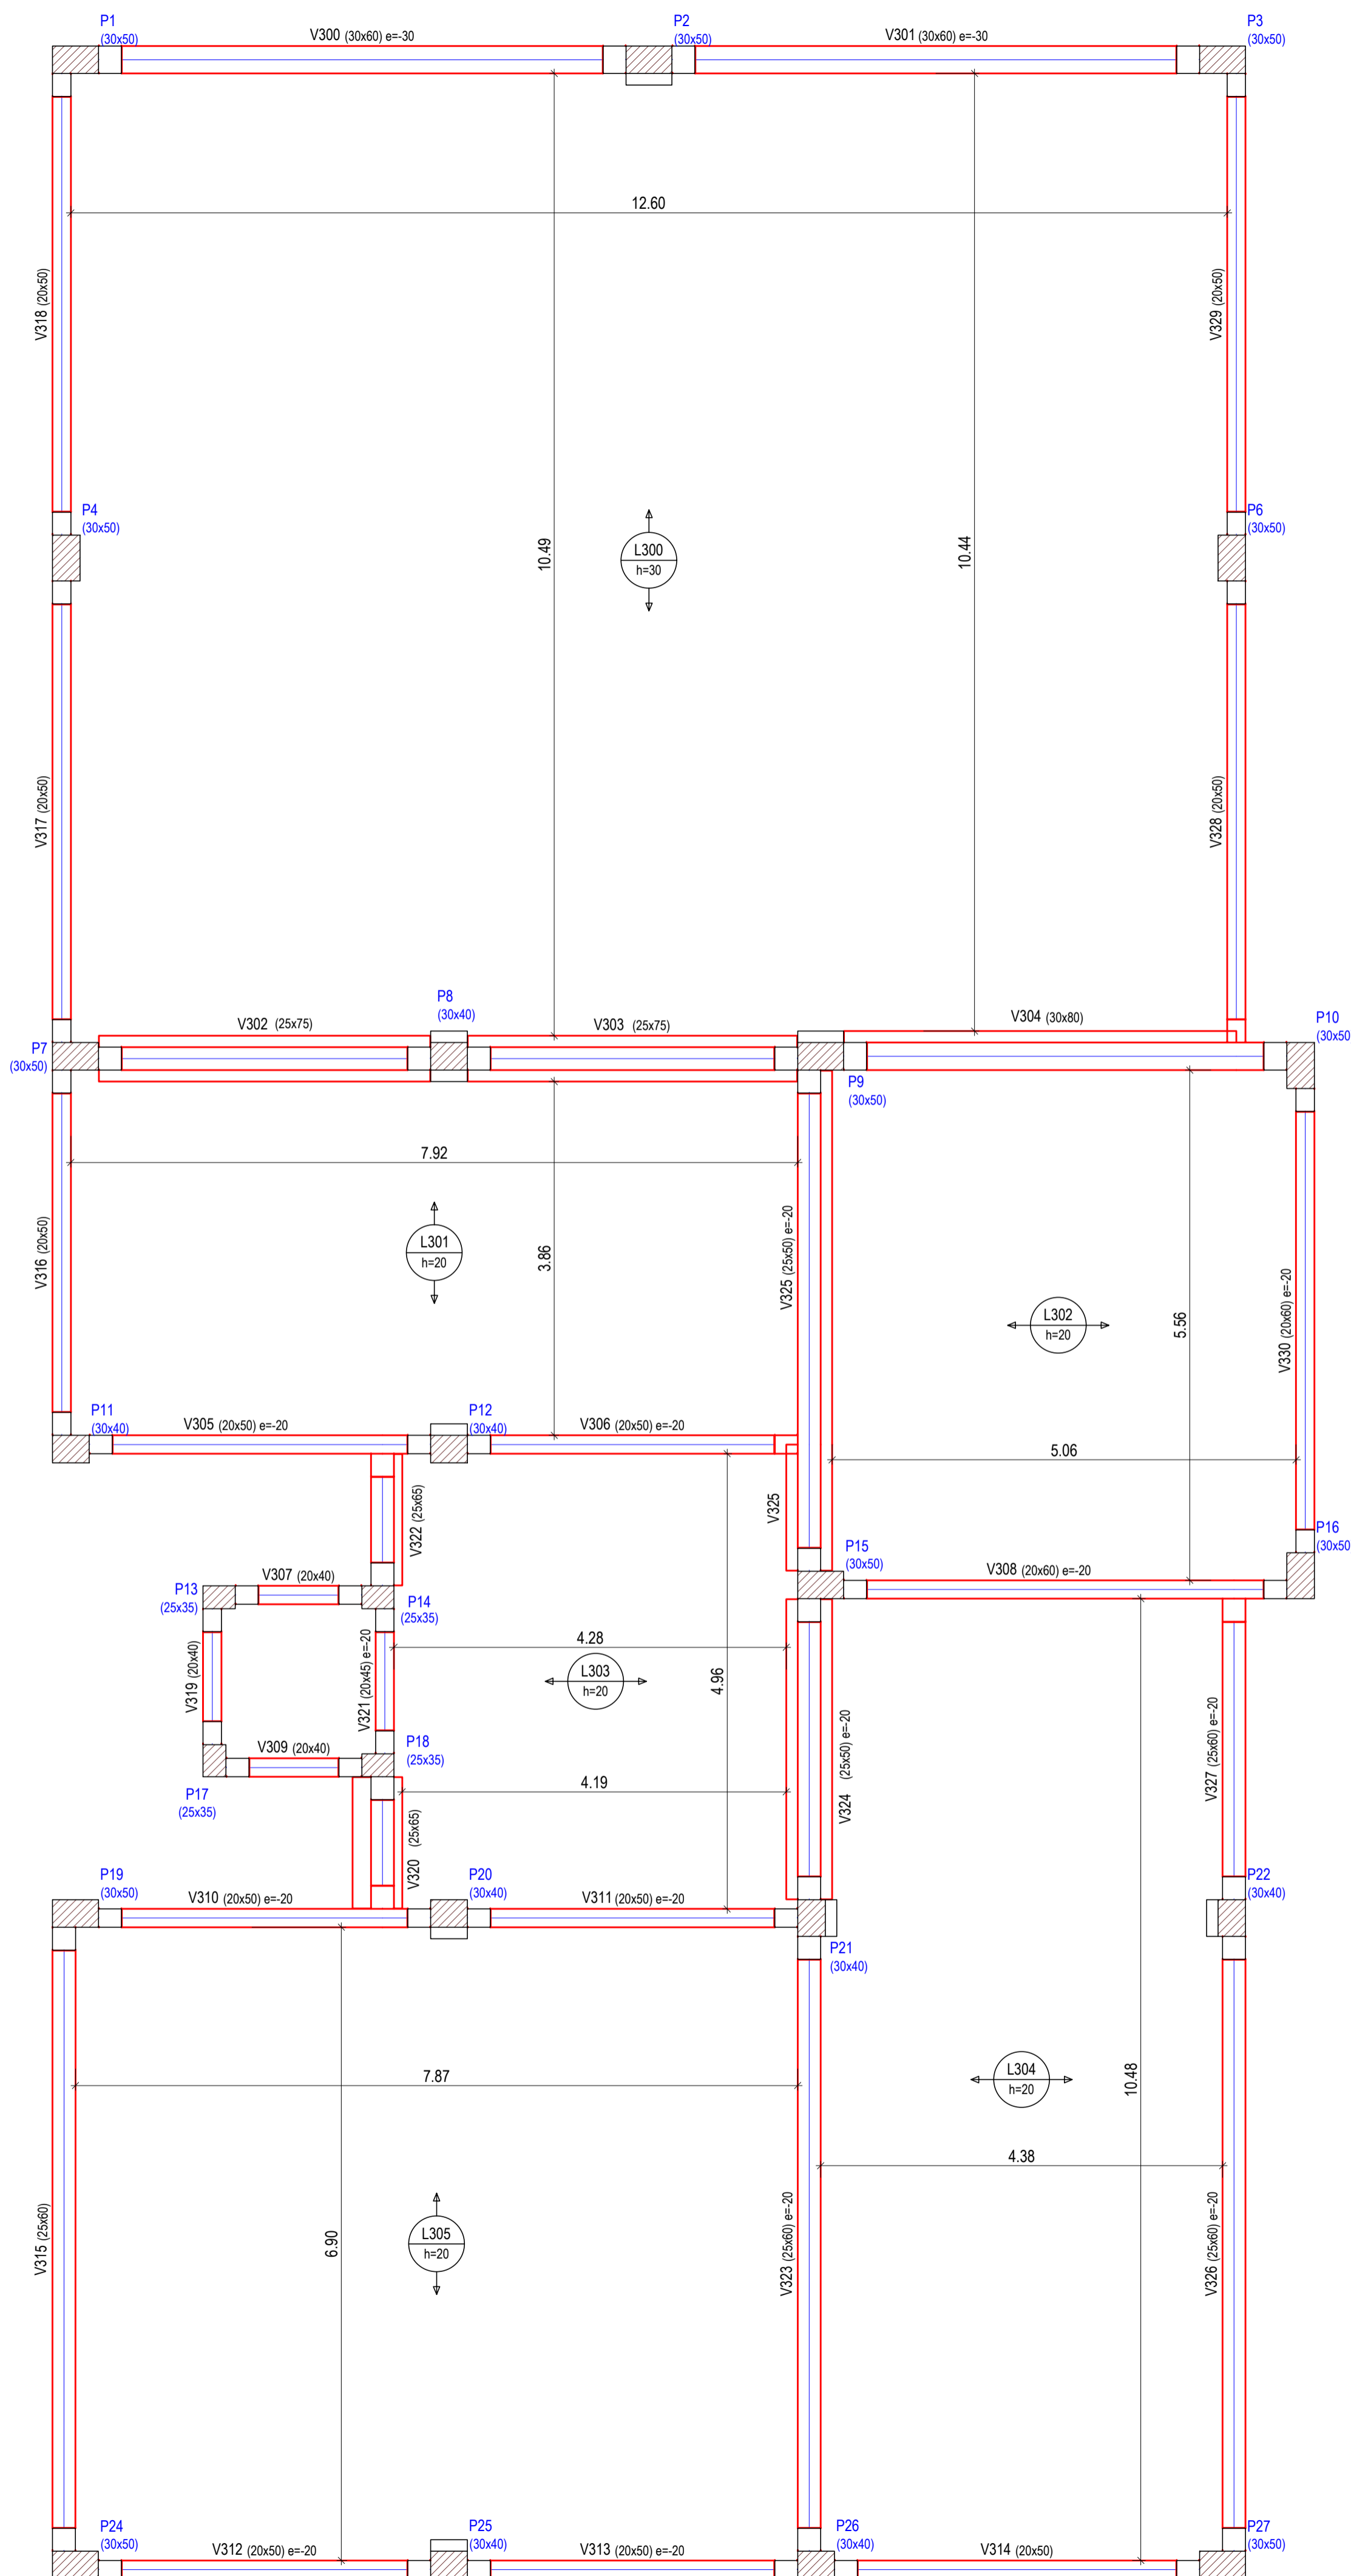 P1
(30x50)
V300 (30x60) e=-30
P2
(30x50)
V301 (30x60) e=-30
P3
(30x50)
12.60
V318 (20x50)
V329 (20x50)
P4
(30x50)
10.49
L300
h=30
10.44
P6
(30x50)
V317 (20x50)
V328 (20x50)
P8
(30x40)
V302 (25x75)
V303 (25x75)
V304 (30x80)
P10
(30x50
P7
(30x50)
P9
(30x50)
7.92
V316 (20x50)
L301
h=20
3.86
V325 (25x50) e=-20
L302
h=20
5.56
V330 (20x60) e=-20
P11
(30x40)
V305 (20x50) e=-20
P12
(30x40)
V306 (20x50) e=-20
5.06
V322 (25x65)
V325
P15
(30x50)
P16
(30x50
V307 (20x40)
V308 (20x60) e=-20
P13
(25x35)
P14
(25x35)
V319 (20x40)
V321 (20x45) e=-20
4.28
L303
h=20
4.96
V309 (20x40)
P18
(25x35)
P17
(25x35)
4.19
V324 (25x50) e=-20
V327 (25x60) e=-20
V320 (25x65)
P19
(30x50)
V310 (20x50) e=-20
P20
(30x40)
V311 (20x50) e=-20
P22
(30x40)
P21
(30x40)
7.87
L304
h=20
10.48
4.38
V315 (25x60)
6.90
L305
h=20
V323 (25x60) e=-20
V326 (25x60) e=-20
P24
(30x50)
V312 (20x50) e=-20
P25
(30x40)
V313 (20x50) e=-20
P26
(30x40)
V314 (20x50)
P27
(30x50)